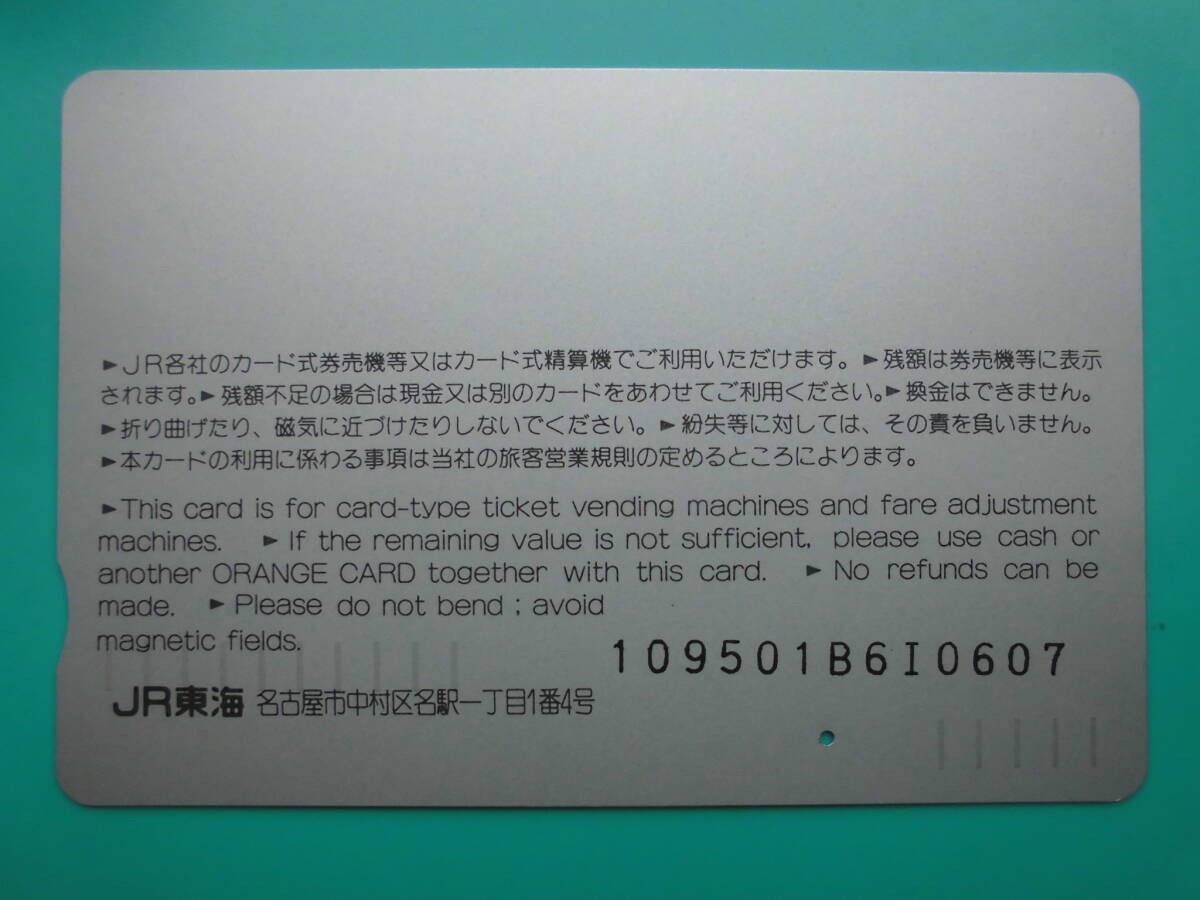 ►JR各社のカード式券売機等又はカード式精算機でご利用いただけます。►残額は券売機等に表示
されます。►残額不足の場合は現金又は別のカードをあわせてご利用ください。►換金はできません。
►折り曲げたり、磁気に近づけたりしないでください。►紛失等に対しては、その責を負いません。
►本カードの利用に係わる事項は当社の旅客営業規則の定めるところによります。
►This card is for card-type ticket vending machines and fare adjustment
machines. ►If the remaining value is not sufficient, please use cash or
another ORANGE CARD together with this card. ►No refunds can be
made. ►Please do not bend ; avoid
magnetic fields.
109501B6I0607
JR東海 名古屋市中村区名駅一丁目1番4号